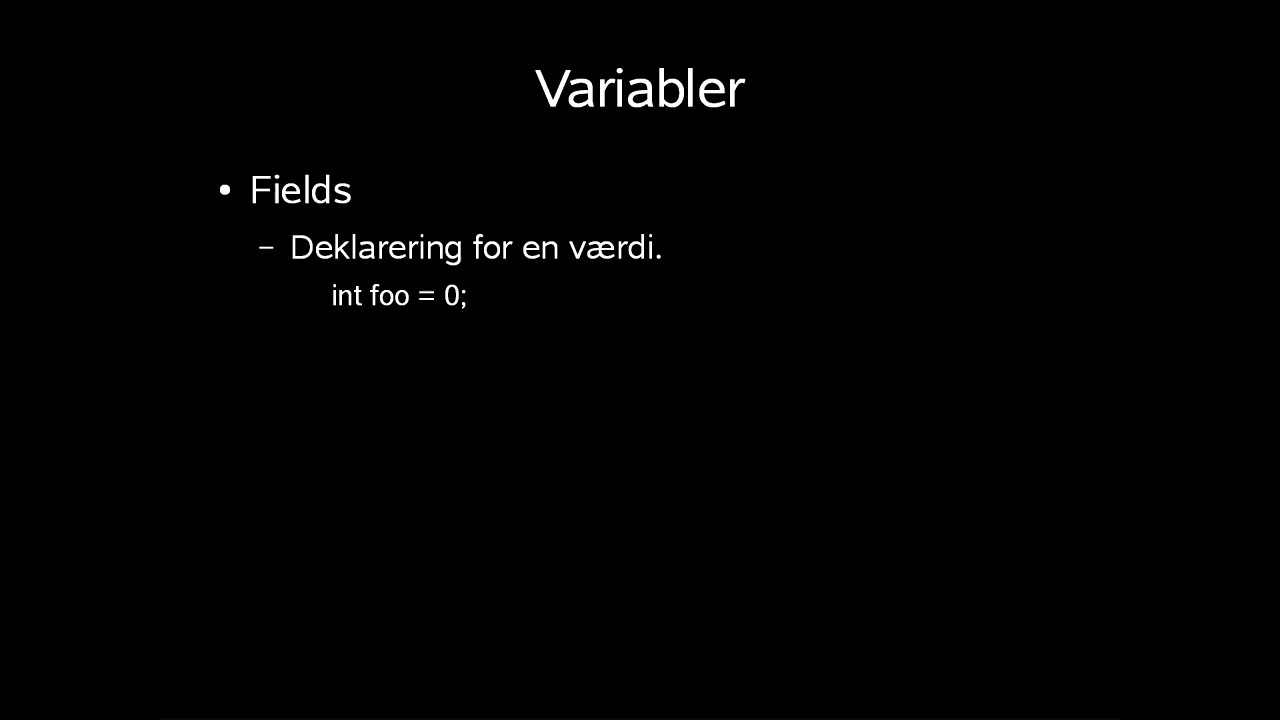 Variabler
• Fields
– Deklarering for en værdi.
int foo = 0;